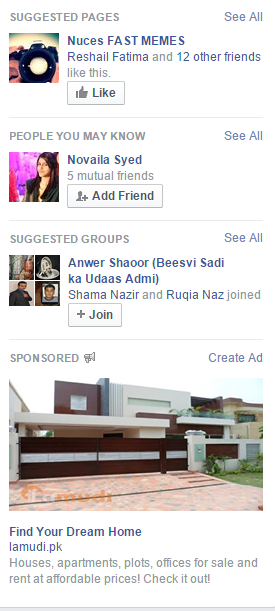 SUGGESTED PAGES See All
Nuces FAST MEMES
Reshail Fatima and 12 other friends
like this.
Like
PEOPLE YOU MAY KNOW See All
Novaila Syed
5 mutual friends
Add Friend
SUGGESTED GROUPS See All
Anwer Shaoor (Beesvi Sadi
ka Udaas Admi)
Shama Nazir and Ruqia Naz joined
+ Join
SPONSORED Create Ad
lamudi
Find Your Dream Home
lamudi.pk
Houses, apartments, plots, offices for sale and
rent at affordable prices! Check it out!